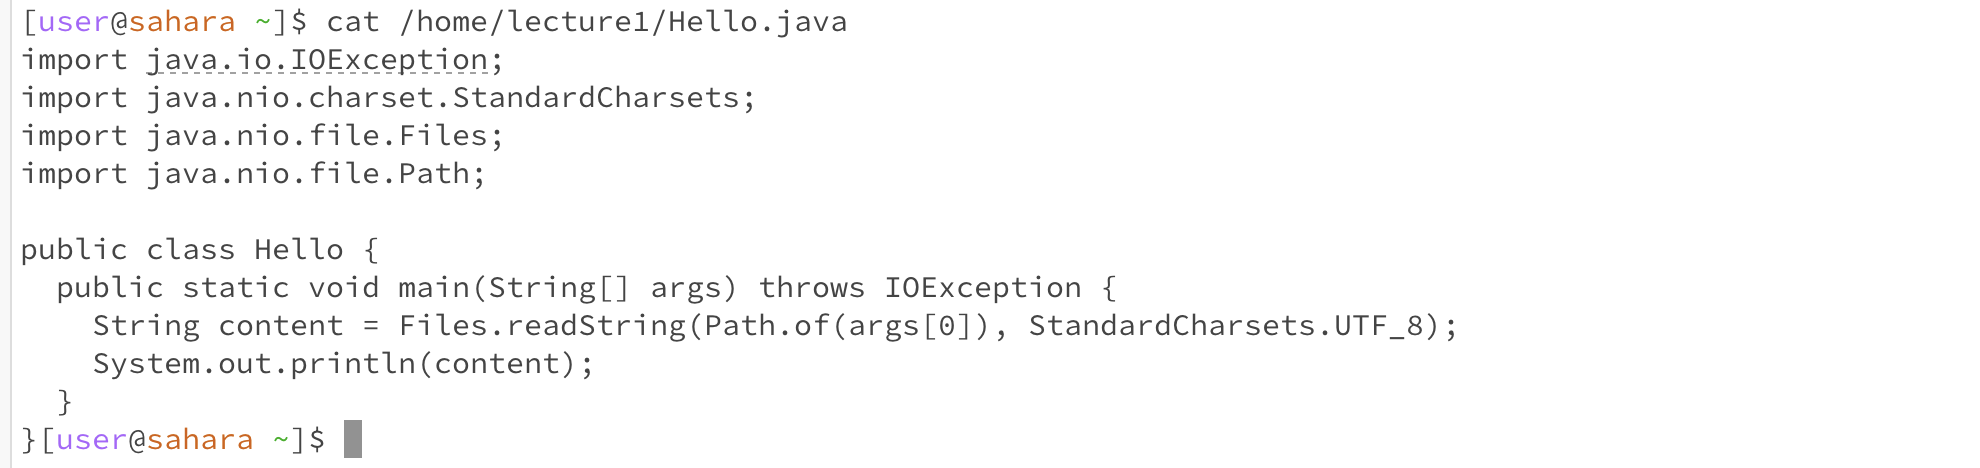 [user@sahara ~]$ cat /home/lecture1/Hello.java
import java.io.IOException;
import java.nio.charset.StandardCharsets;
import java.nio.file.Files;
import java.nio.file.Path;

public class Hello {
  public static void main(String[] args) throws IOException {
    String content = Files.readString(Path.of(args[0]), StandardCharsets.UTF_8);
    System.out.println(content);
  }
}[user@sahara ~]$